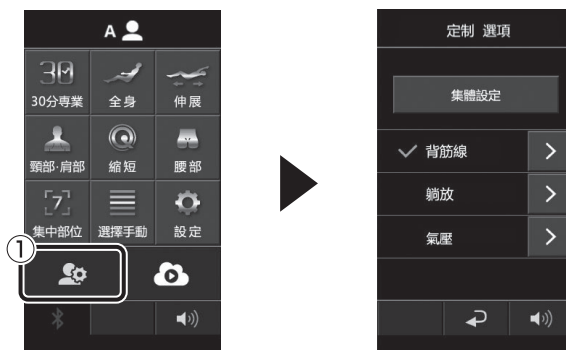 A
30分専業 全身 伸展
頸部·肩部 縮短 腰部
7
集中部位 選擇手動 設定
①
定制 選項
集體設定
背筋線
躺放
氣壓